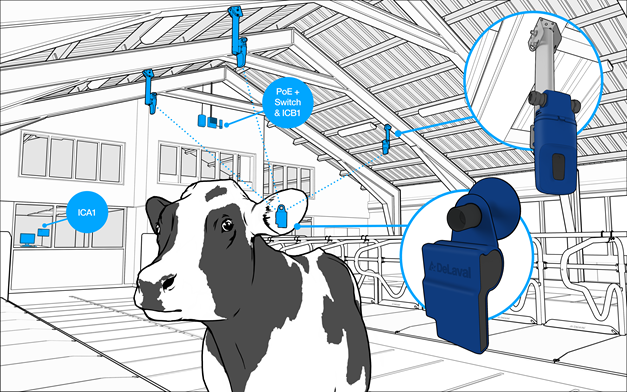 PoE +
Switch
& ICB1
ICA1
DeLaval